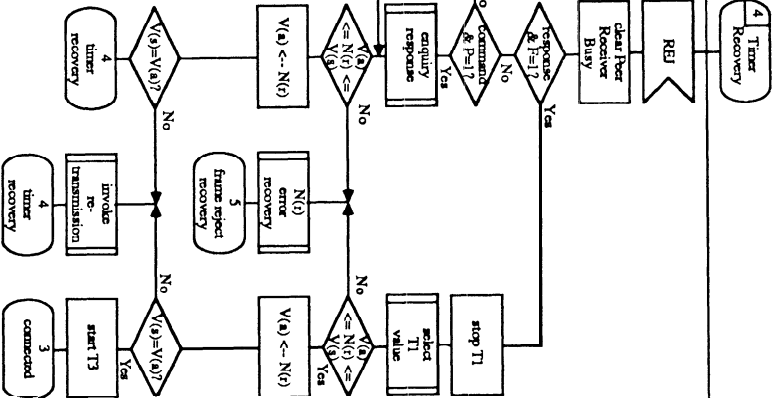 4
Timer
Recovery
REJ
clear Peer
Receiver
Busy
response
& F=1?
Yes
No
command
& P=1?
Yes
enquiry
response
V(a)
<= N(r) <=
V(s)
No
V(a) <-- N(r)
V(s)=V(a)?
No
4
timer
recovery
N(r)
error
recovery
5
frame reject
recovery
invoke
re-
transmission
4
timer
recovery
stop T1
select
T1
value
V(a)
<= N(r) <=
V(s)
No
Yes
V(a) <-- N(r)
V(s)=V(a)?
No
Yes
start T3
3
connected